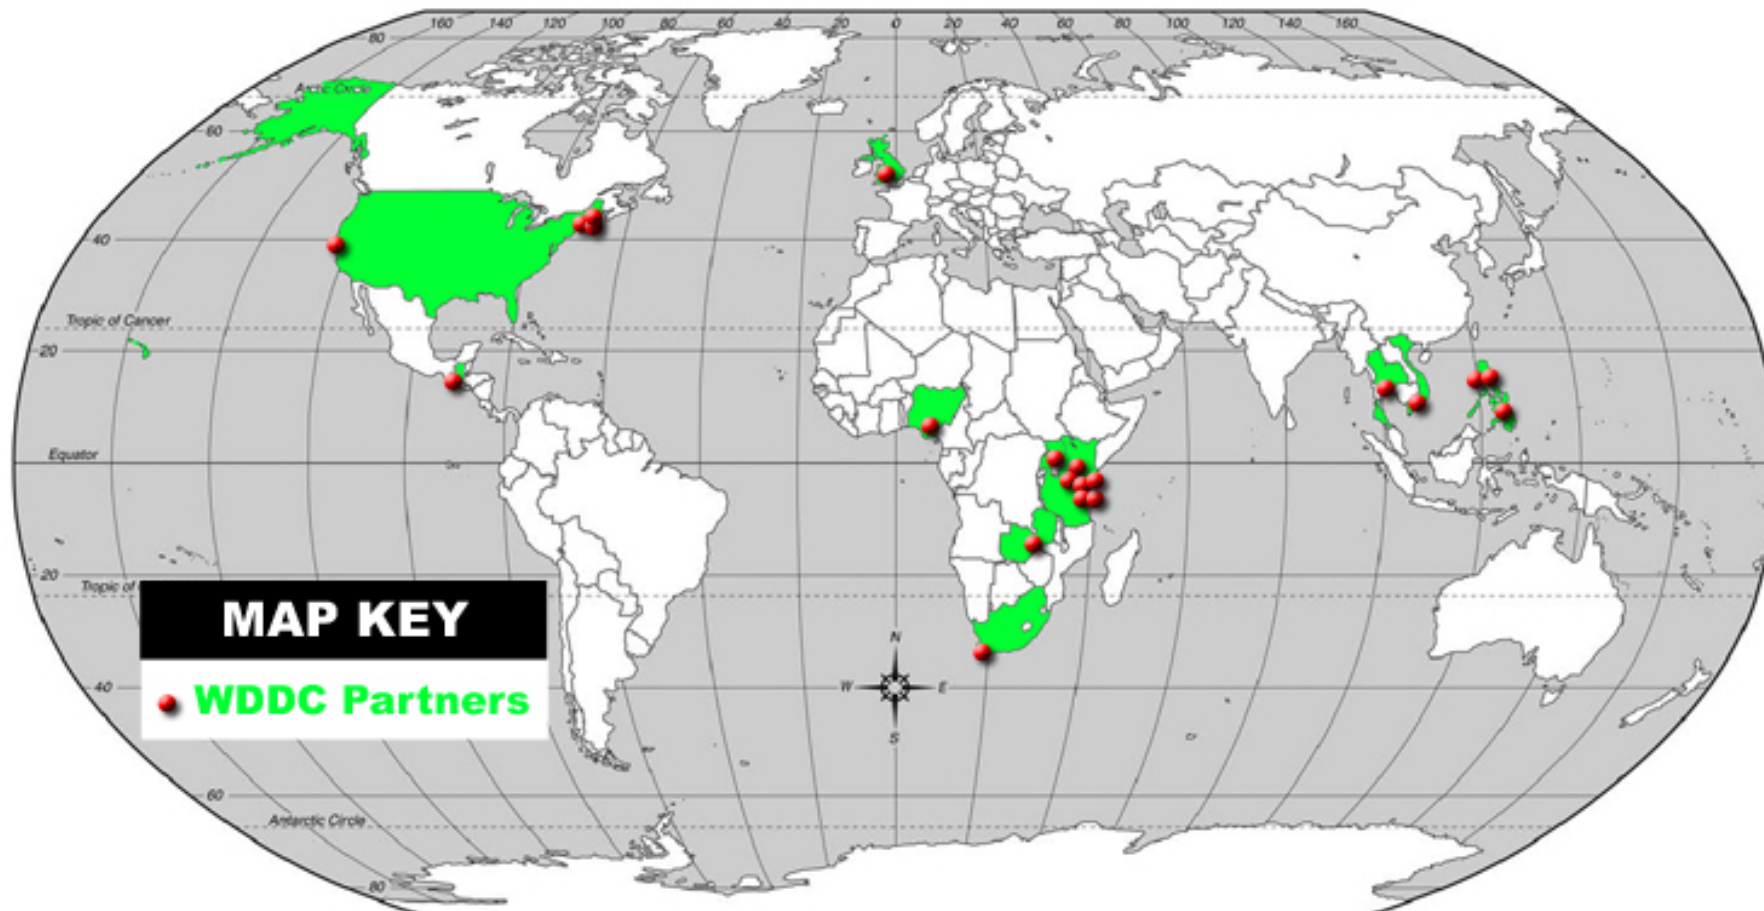 160 140 120 100 80 60 40 20 0 20 40 60 80 100 120 140 160
80
Arctic Circle
60
40
Tropic of Cancer
20
Equator
20
Tropic of
MAP KEY
WDDC Partners
N
W E
S
40
60
Antarctic Circle
80